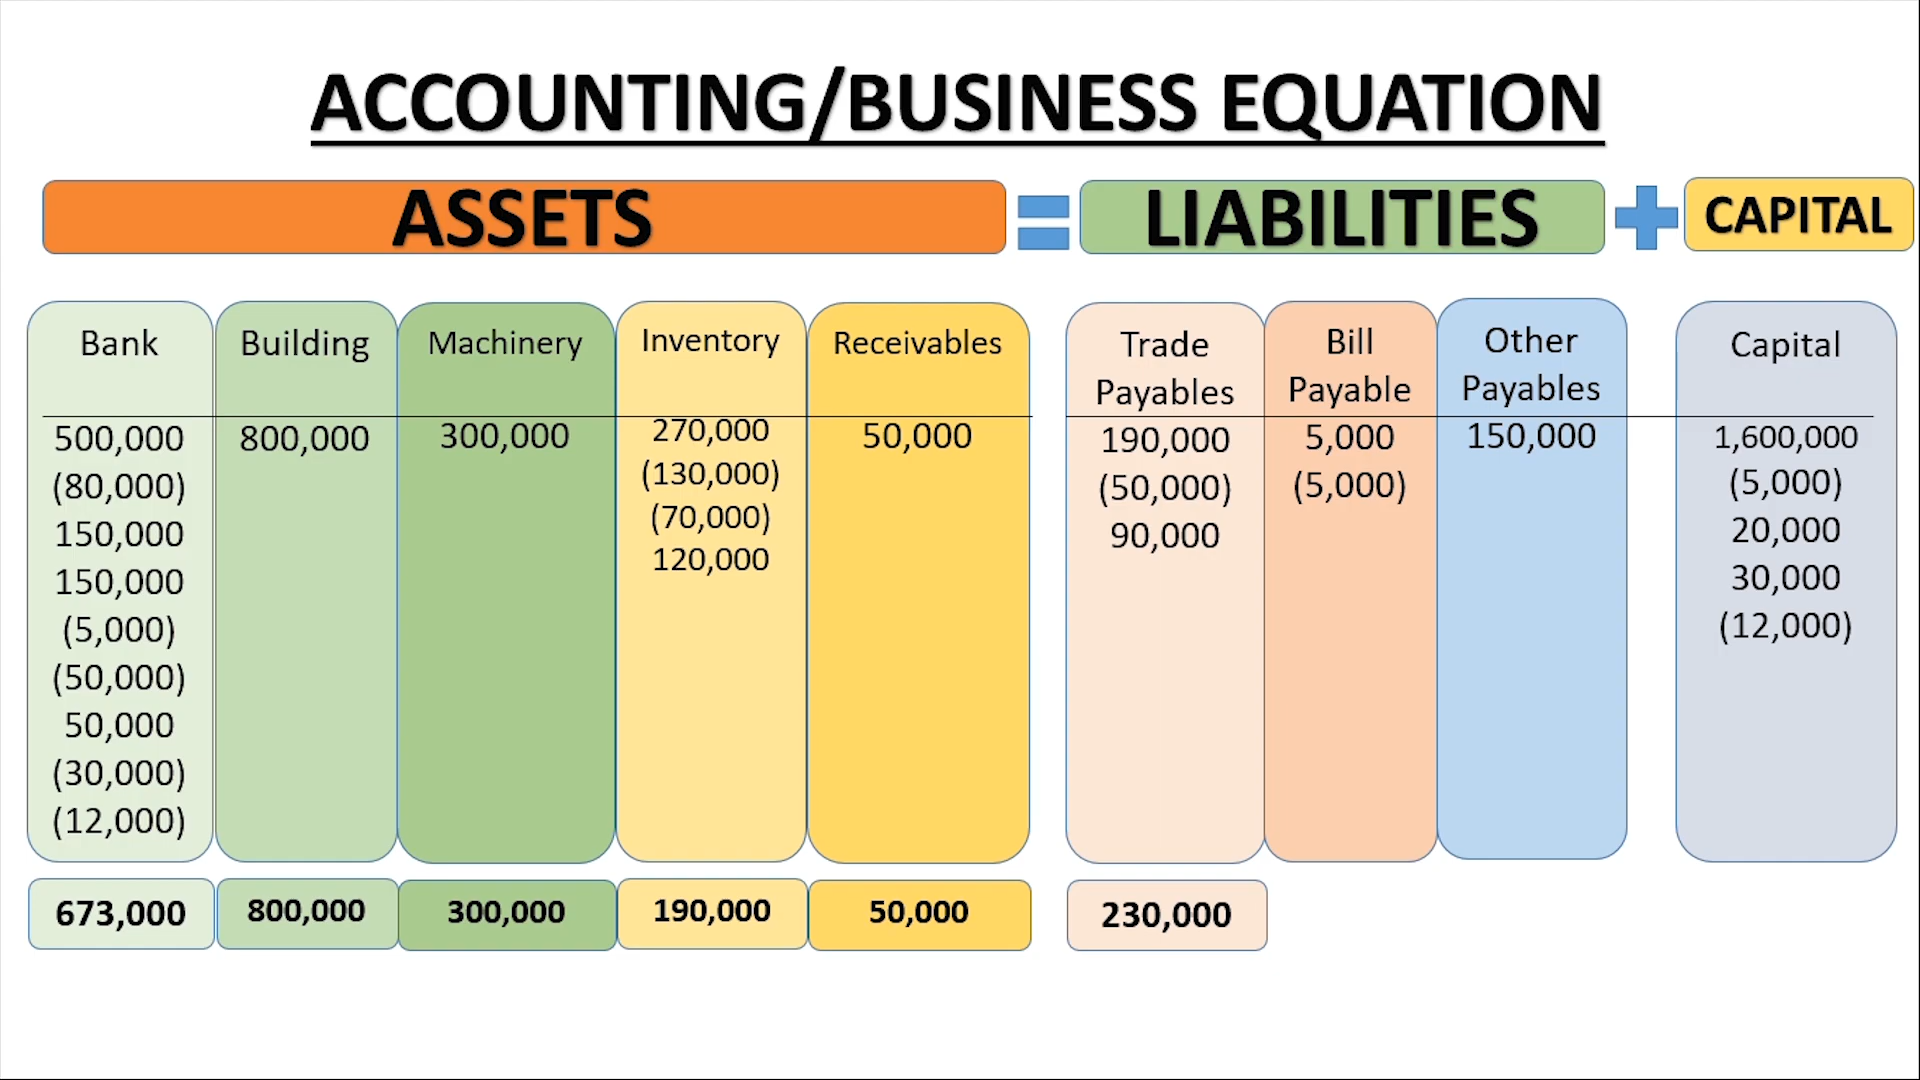 ACCOUNTING/BUSINESS EQUATION
ASSETS = LIABILITIES + CAPITAL
Bank
500,000
(80,000)
150,000
150,000
(5,000)
(50,000)
50,000
(30,000)
(12,000)
673,000
Building
800,000
800,000
Machinery
300,000
300,000
Inventory
270,000
(130,000)
(70,000)
120,000
190,000
Receivables
50,000
50,000
Trade
Payables
190,000
(50,000)
90,000
230,000
Bill
Payable
5,000
(5,000)
Other
Payables
150,000
Capital
1,600,000
(5,000)
20,000
30,000
(12,000)